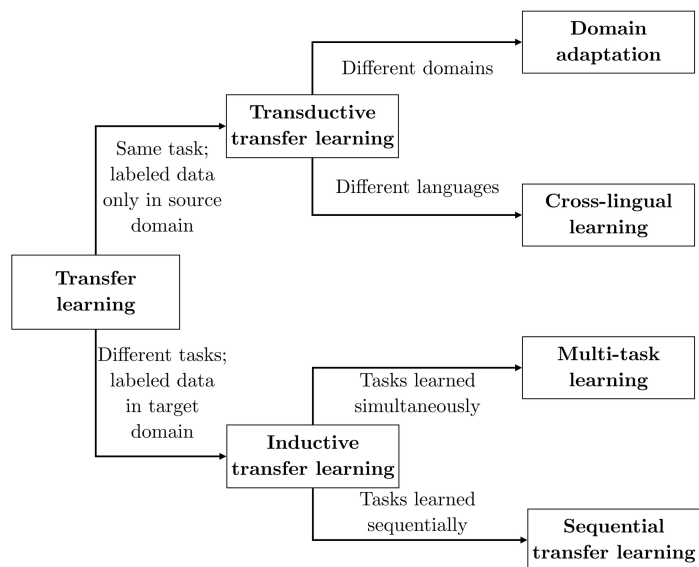 Domain
adaptation
Different domains
Transductive
transfer learning
Same task;
labeled data
only in source
domain
Different languages
Cross-lingual
learning
Transfer
learning
Different tasks;
labeled data
in target
domain
Multi-task
learning
Tasks learned
simultaneously
Inductive
transfer learning
Tasks learned
sequentially
Sequential
transfer learning